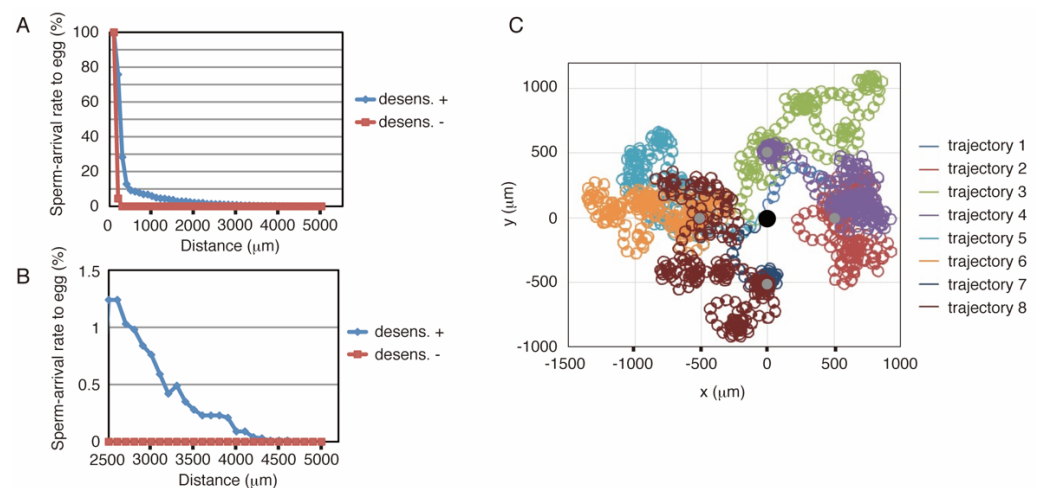 A
Sperm-arrival rate to egg (%)
100
80
60
40
20
0
0 1000 2000 3000 4000 5000
Distance (μm)
desens. +
desens. -
B
Sperm-arrival rate to egg (%)
1.5
1
0.5
0
2500 3000 3500 4000 4500 5000
Distance (μm)
desens. +
desens. -
C
y (μm)
1000
500
0
-500
-1000
-1500 -1000 -500 0 500 1000
x (μm)
trajectory 1
trajectory 2
trajectory 3
trajectory 4
trajectory 5
trajectory 6
trajectory 7
trajectory 8